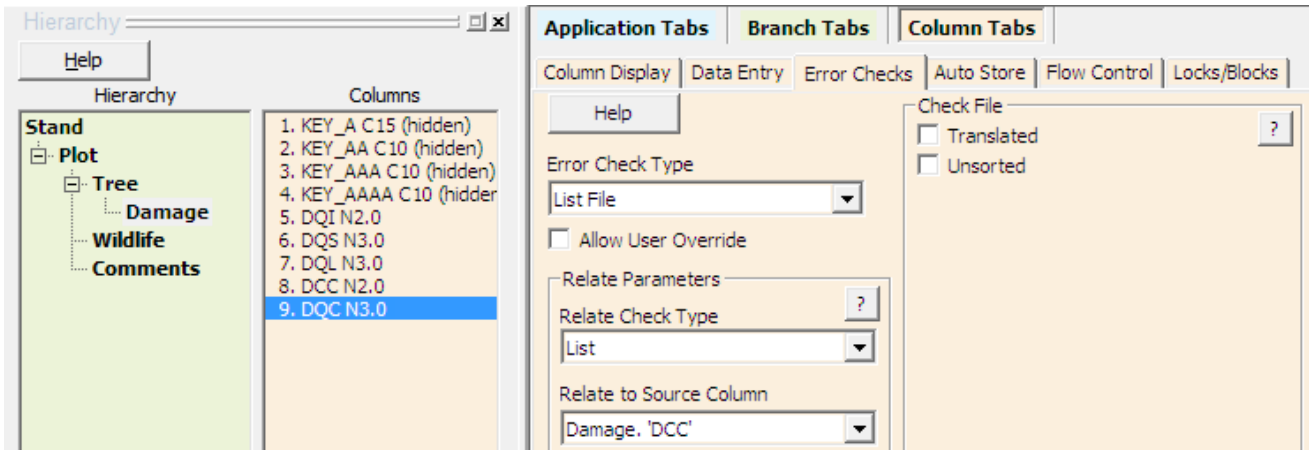 Hierarchy
Help
Hierarchy
Columns
Stand
Plot
Tree
Damage
Wildlife
Comments
1. KEY_A C15 (hidden)
2. KEY_AA C10 (hidden)
3. KEY_AAA C10 (hidden)
4. KEY_AAAA C10 (hidder
5. DQI N2.0
6. DQS N3.0
7. DQL N3.0
8. DCC N2.0
9. DQC N3.0
Application Tabs Branch Tabs Column Tabs
Column Display Data Entry Error Checks Auto Store Flow Control Locks/Blocks
Help
Error Check Type
List File
Allow User Override
Relate Parameters
?
Relate Check Type
List
Relate to Source Column
Damage. 'DCC'
Check File
?
Translated
Unsorted